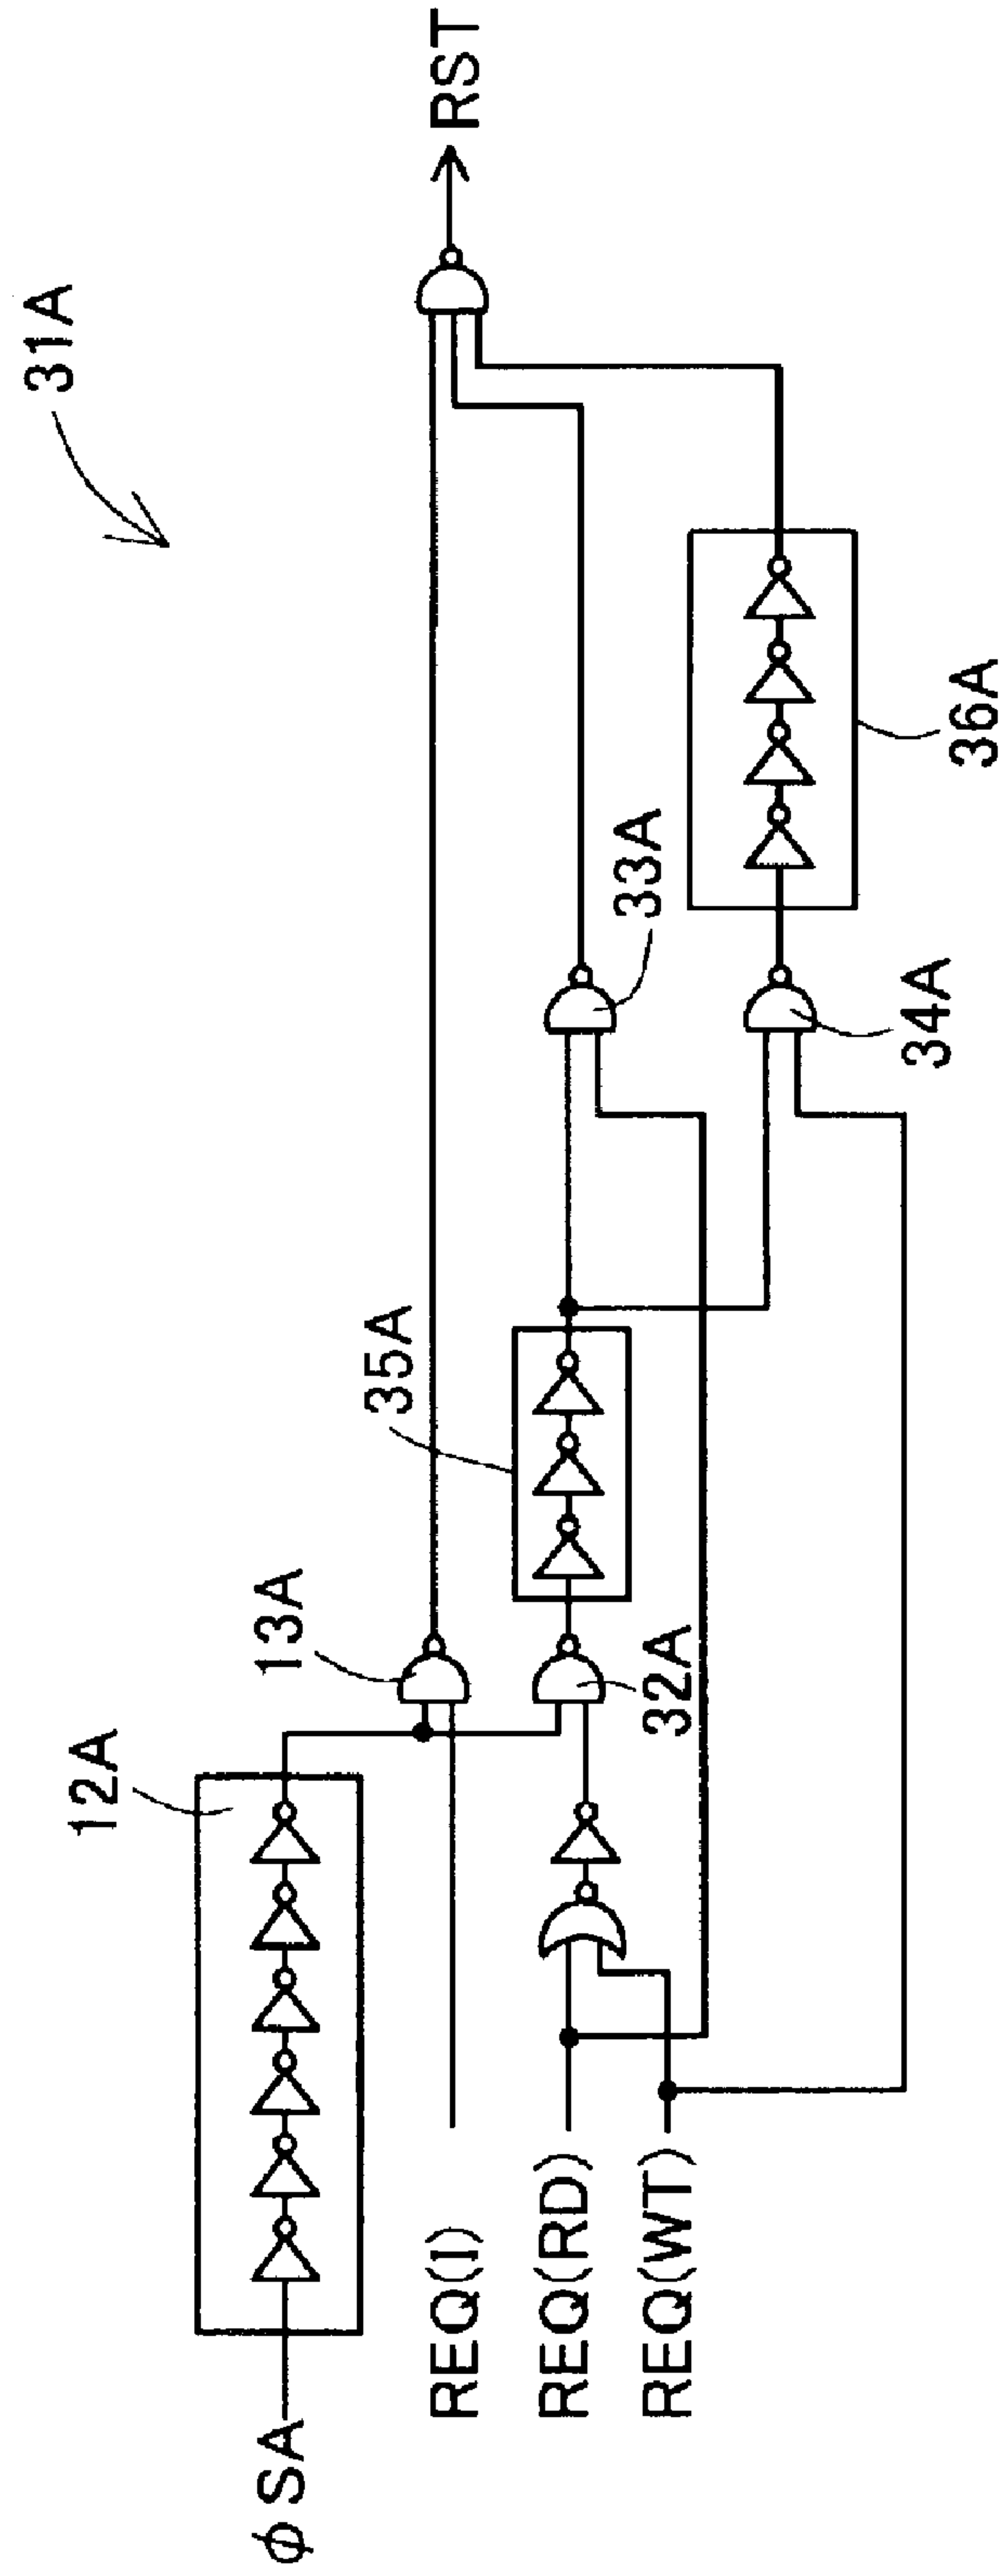 31A
12A
13A
35A
33A
36A
32A
34A
φSA
REQ(I)
REQ(RD)
REQ(WT)
RST